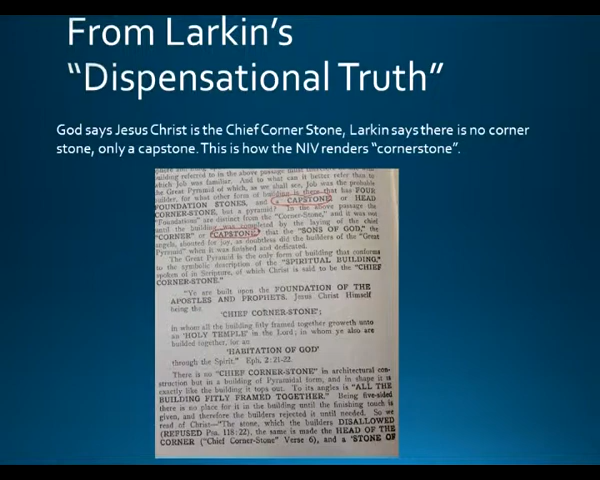 From Larkin's
"Dispensational Truth"
God says Jesus Christ is the Chief Corner Stone, Larkin says there is no corner
stone, only a capstone. This is how the NIV renders "cornerstone".
building referred to in the above passage must
which Job was familiar. And to what can it better refer than to
the Great Pyramid of which, as we shall see, Job was the probable
builder, for what other form of building is there that has FOUR
FOUNDATION STONES, and a CAPSTONE, or HEAD
CORNER-STONE, but a pyramid? In the above passage the
"Foundations" are distinct from the "Corner-Stone," and it was not
until the building was completed by the laying of the chief
"CORNER" or CAPSTONE, that the "SONS OF GOD," the
angels, shouted for joy, as doubtless did the builders of the "Great
Pyramid" when it was finished and dedicated.
The Great Pyramid is the only form of building that conforms
to the symbolic description of the "SPIRITUAL BUILDING,"
spoken of in Scripture, of which Christ is said to be the "CHIEF
CORNER-STONE."
"Ye are built upon the FOUNDATION OF THE
APOSTLES AND PROPHETS, Jesus Christ Himself
being the
'CHIEF CORNER-STONE';
in whom all the building fitly framed together groweth unto
an 'HOLY TEMPLE' in the Lord; in whom ye also are
builded together, for an
'HABITATION OF GOD'
through the Spirit." Eph. 2:21-22.
There is no "CHIEF CORNER-STONE" in architectural con-
struction but in a building of Pyramidal form, and in shape it is
exactly like the building it tops out. To its angles is "ALL THE
BUILDING FITLY FRAMED TOGETHER." Being five-sided
there is no place for it in the building until the finishing touch is
given, and therefore the builders rejected it until needed. So we
read of Christ—"The stone, which the builders DISALLOWED
(REFUSED Psa. 118:22), the same is made the HEAD OF THE
CORNER ("Chief Corner-Stone" Verse 6), and a 'STONE OF